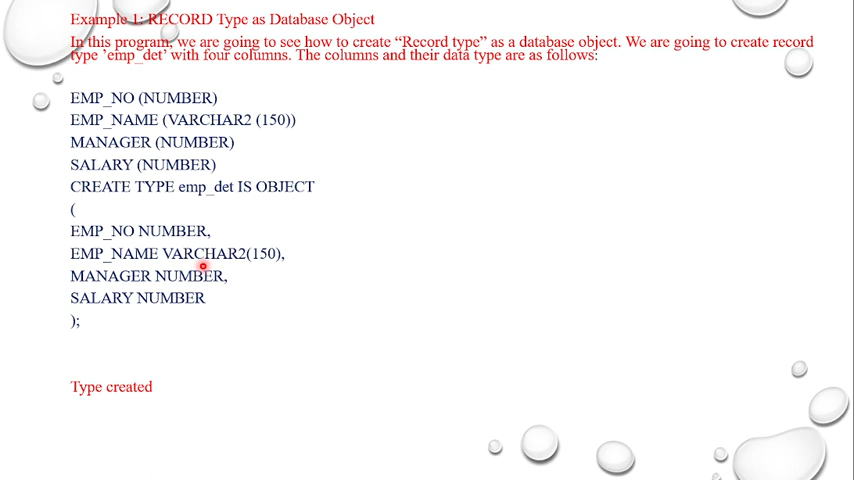 Example 1: RECORD Type as Database Object
In this program, we are going to see how to create “Record type” as a database object. We are going to create record
type ’emp_det’ with four columns. The columns and their data type are as follows:
EMP_NO (NUMBER)
EMP_NAME (VARCHAR2 (150))
MANAGER (NUMBER)
SALARY (NUMBER)
CREATE TYPE emp_det IS OBJECT
(
EMP_NO NUMBER,
EMP_NAME VARCHAR2(150),
MANAGER NUMBER,
SALARY NUMBER
);
Type created